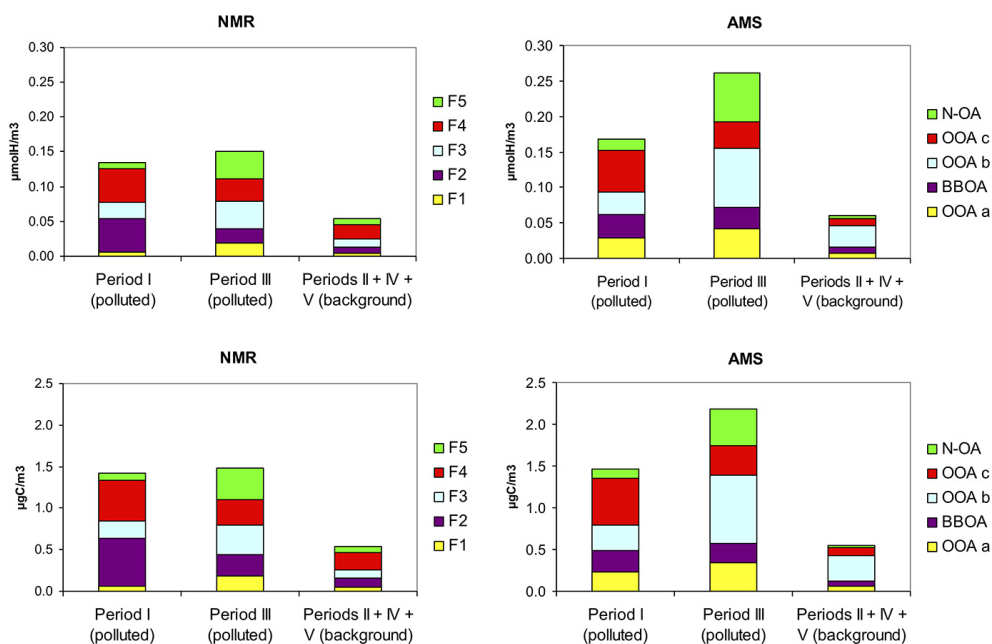 NMR
0.30
0.25
0.20
0.15
0.10
0.05
0.00
µmolH/m3
Period I
(polluted)
Period III
(polluted)
Periods II + IV +
V (background)
F5
F4
F3
F2
F1
AMS
0.30
0.25
0.20
0.15
0.10
0.05
0.00
µmolH/m3
Period I
(polluted)
Period III
(polluted)
Periods II + IV +
V (background)
N-OA
OOA c
OOA b
BBOA
OOA a
NMR
2.5
2.0
1.5
1.0
0.5
0.0
µgC/m3
Period I
(polluted)
Period III
(polluted)
Periods II + IV +
V (background)
F5
F4
F3
F2
F1
AMS
2.5
2.0
1.5
1.0
0.5
0.0
µgC/m3
Period I
(polluted)
Period III
(polluted)
Periods II + IV +
V (background)
N-OA
OOA c
OOA b
BBOA
OOA a